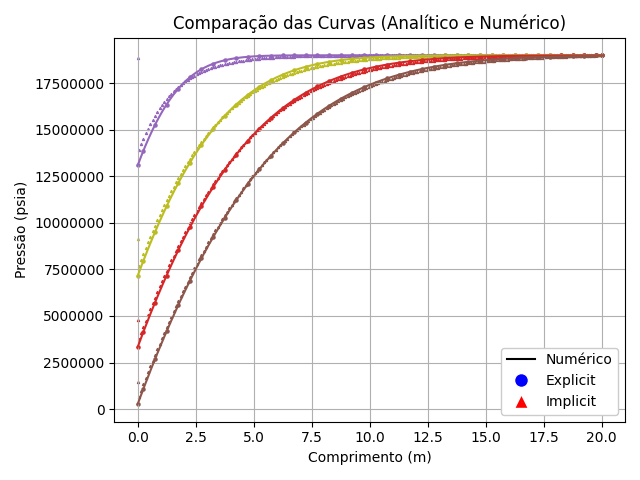 Comparação das Curvas (Analítico e Numérico)
Pressão (psia)
17500000
15000000
12500000
10000000
7500000
5000000
2500000
0
Numérico
Explicit
Implicit
0.0 2.5 5.0 7.5 10.0 12.5 15.0 17.5 20.0
Comprimento (m)